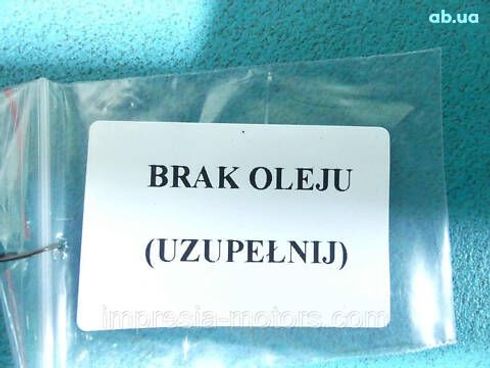 ab.ua
BRAK OLEJU
(UZUPEŁNIJ)
impresia-motors.com